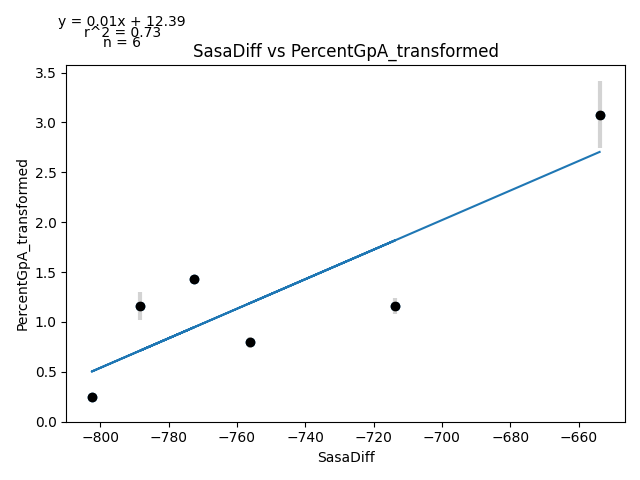 y = 0.01x + 12.39
r^2 = 0.73
n = 6
SasaDiff vs PercentGpA_transformed
3.5
3.0
2.5
2.0
1.5
1.0
0.5
0.0
PercentGpA_transformed
−800
−780
−760
−740
−720
−700
−680
−660
SasaDiff